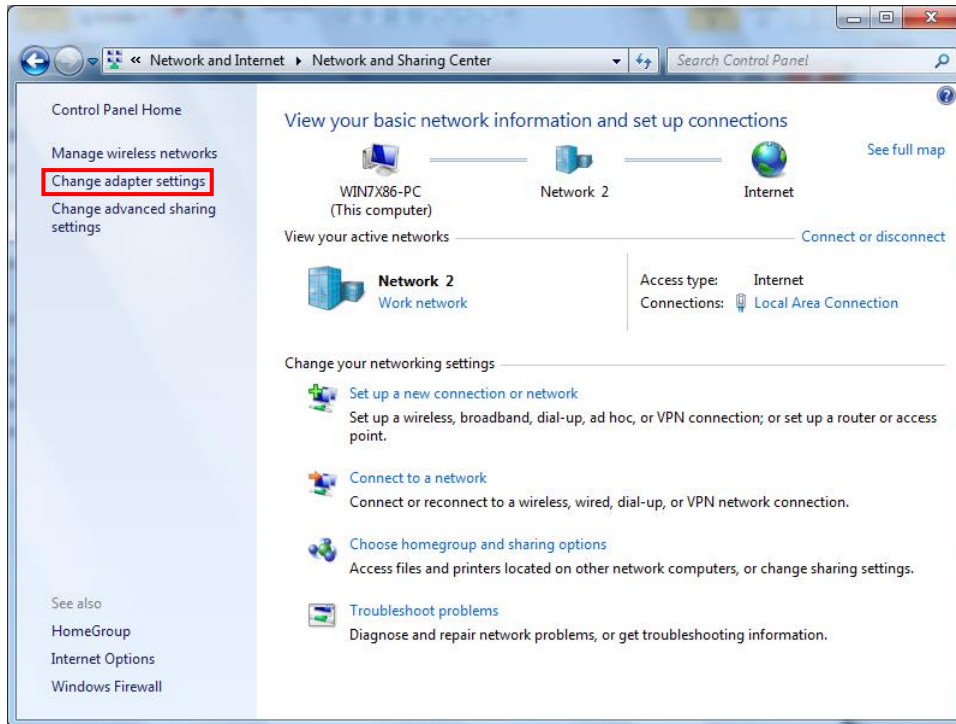 « Network and Internet ▸ Network and Sharing Center
Search Control Panel
Control Panel Home
Manage wireless networks
Change adapter settings
Change advanced sharing
settings
View your basic network information and set up connections
See full map
WIN7X86-PC
(This computer)
Network 2
Internet
View your active networks
Connect or disconnect
Network 2
Work network
Access type: Internet
Connections: Local Area Connection
Change your networking settings
Set up a new connection or network
Set up a wireless, broadband, dial-up, ad hoc, or VPN connection; or set up a router or access
point.
Connect to a network
Connect or reconnect to a wireless, wired, dial-up, or VPN network connection.
Choose homegroup and sharing options
Access files and printers located on other network computers, or change sharing settings.
Troubleshoot problems
Diagnose and repair network problems, or get troubleshooting information.
See also
HomeGroup
Internet Options
Windows Firewall